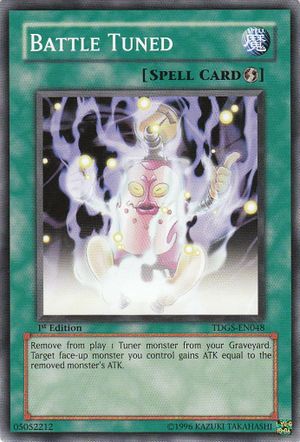 BATTLE TUNED
魔
[SPELL CARD]
1st Edition
TDGS-EN048
Remove from play 1 Tuner monster from your Graveyard.
Target face-up monster you control gains ATK equal to the
removed monster's ATK.
05052212
©1996 KAZUKI TAKAHASHI